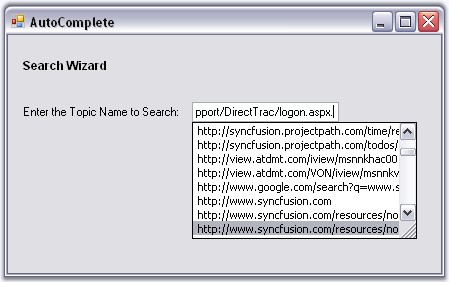 AutoComplete
Search Wizard
Enter the Topic Name to Search: pport/DirectTrac/logon.aspx.
http://syncfusion.projectpath.com/time/re
http://syncfusion.projectpath.com/todos/
http://view.atdmt.com/iview/msnnkhac00
http://view.atdmt.com/VON/iview/msnnkv
http://www.google.com/search?q=www.s
http://www.syncfusion.com
http://www.syncfusion.com/resources/no
http://www.syncfusion.com/resources/no